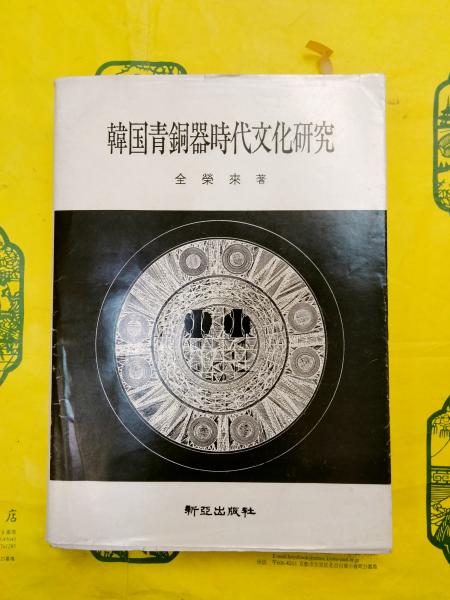 韓国青銅器時代文化研究
全榮來 著
新亞出版社
店